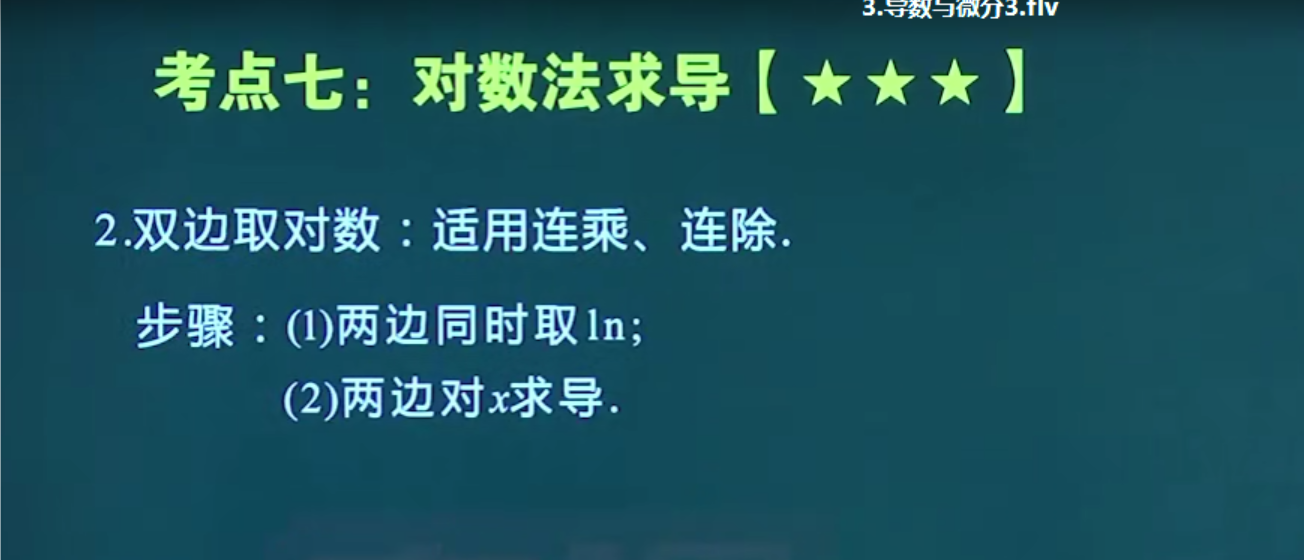 3.导数与微分3.flv
考点七：对数法求导【★★★】
2.双边取对数：适用连乘、连除.
步骤：(1)两边同时取ln;
(2)两边对x求导.